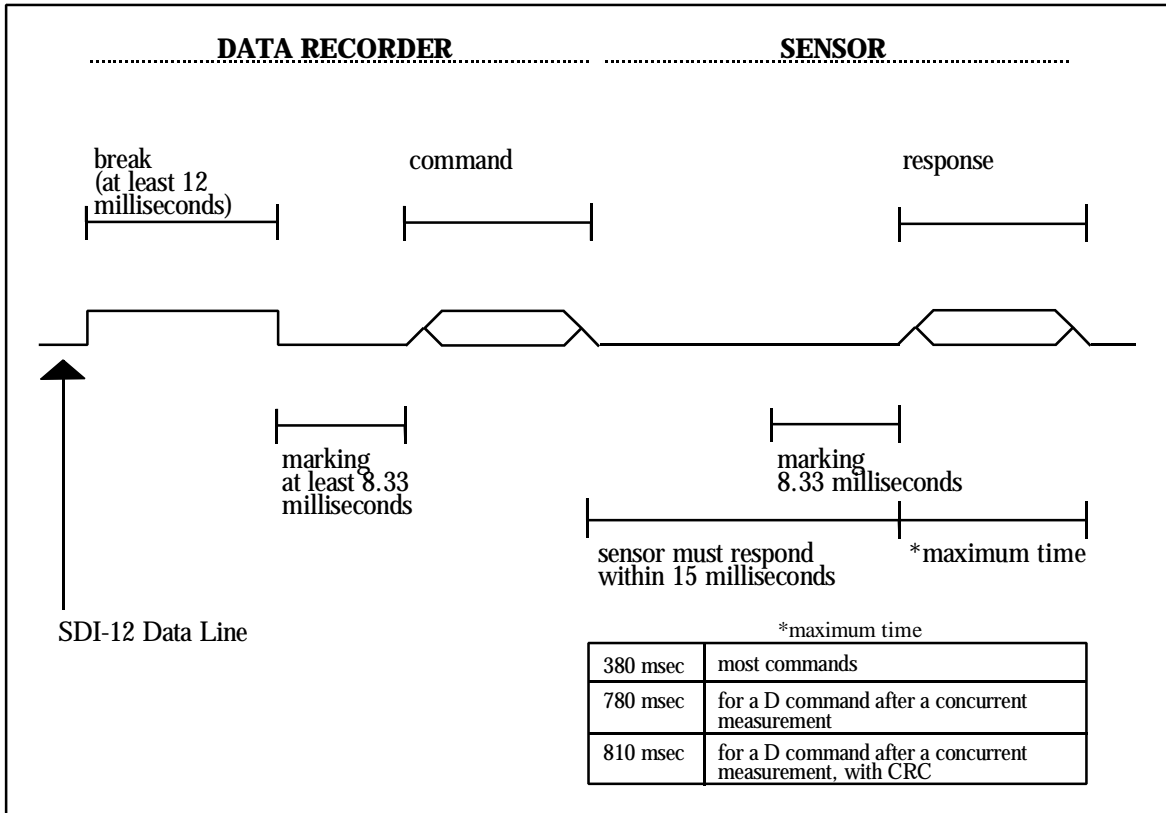 DATA RECORDER
SENSOR
break
(at least 12
milliseconds)
command
response
marking
at least 8.33
milliseconds
marking
8.33 milliseconds
sensor must respond
within 15 milliseconds
*maximum time
SDI-12 Data Line
*maximum time
380 msec most commands
780 msec for a D command after a concurrent
measurement
810 msec for a D command after a concurrent
measurement, with CRC